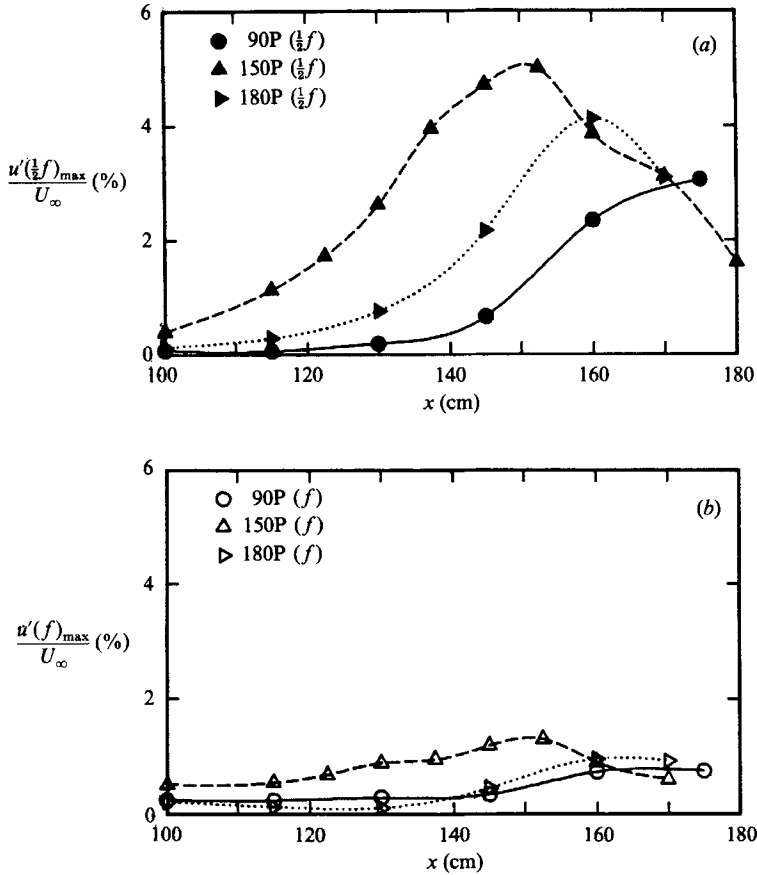 6
90P (½f)
150P (½f)
180P (½f)
(a)
4
u′(½f)max / U∞ (%)
2
0
100 120 140 160 180
x (cm)
6
90P (f)
150P (f)
180P (f)
(b)
4
u′(f)max / U∞ (%)
2
0
100 120 140 160 180
x (cm)